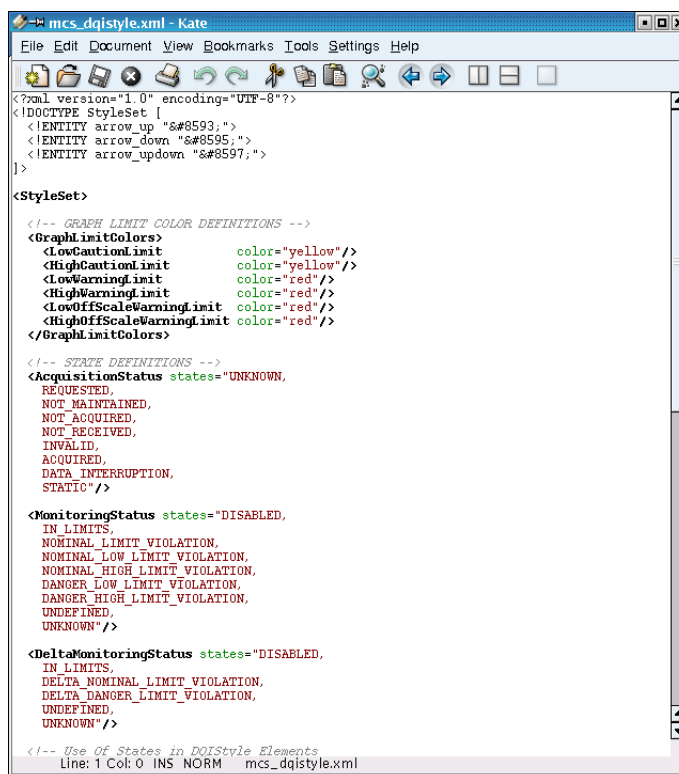 mcs_dqistyle.xml - Kate
File Edit Document View Bookmarks Tools Settings Help
<?xml version="1.0" encoding="UTF-8"?>
<!DOCTYPE StyleSet [
  <!ENTITY arrow_up "&#8593;">
  <!ENTITY arrow_down "&#8595;">
  <!ENTITY arrow_updown "&#8597;">
]>
<StyleSet>
  <!-- GRAPH LIMIT COLOR DEFINITIONS -->
  <GraphLimitColors>
    <LowCautionLimit color="yellow"/>
    <HighCautionLimit color="yellow"/>
    <LowWarningLimit color="red"/>
    <HighWarningLimit color="red"/>
    <LowOffScaleWarningLimit color="red"/>
    <HighOffScaleWarningLimit color="red"/>
  </GraphLimitColors>
  <!-- STATE DEFINITIONS -->
  <AcquisitionStatus states="UNKNOWN,
    REQUESTED,
    NOT_MAINTAINED,
    NOT_ACQUIRED,
    NOT_RECEIVED,
    INVALID,
    ACQUIRED,
    DATA_INTERRUPTION,
    STATIC"/>
  <MonitoringStatus states="DISABLED,
    IN_LIMITS,
    NOMINAL_LIMIT_VIOLATION,
    NOMINAL_LOW_LIMIT_VIOLATION,
    NOMINAL_HIGH_LIMIT_VIOLATION,
    DANGER_LOW_LIMIT_VIOLATION,
    DANGER_HIGH_LIMIT_VIOLATION,
    UNDEFINED,
    UNKNOWN"/>
  <DeltaMonitoringStatus states="DISABLED,
    IN_LIMITS,
    DELTA_NOMINAL_LIMIT_VIOLATION,
    DELTA_DANGER_LIMIT_VIOLATION,
    UNDEFINED,
    UNKNOWN"/>
  <!-- Use Of States in DQIStyle Elements
Line: 1 Col: 0 INS NORM mcs_dqistyle.xml